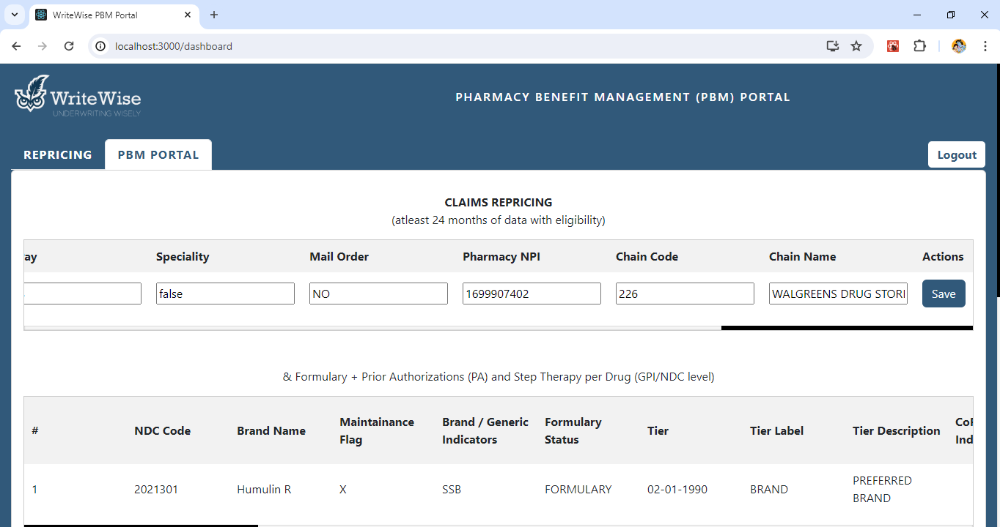 WriteWise PBM Portal
localhost:3000/dashboard
WriteWise
UNDERWRITING WISELY
PHARMACY BENEFIT MANAGEMENT (PBM) PORTAL
REPRICING
PBM PORTAL
Logout
CLAIMS REPRICING
(atleast 24 months of data with eligibility)
ay Speciality Mail Order Pharmacy NPI Chain Code Chain Name Actions
false NO 1699907402 226 WALGREENS DRUG STORI Save
& Formulary + Prior Authorizations (PA) and Step Therapy per Drug (GPI/NDC level)
# NDC Code Brand Name Maintainance Flag Brand / Generic Indicators Formulary Status Tier Tier Label Tier Description
1 2021301 Humulin R X SSB FORMULARY 02-01-1990 BRAND PREFERRED BRAND